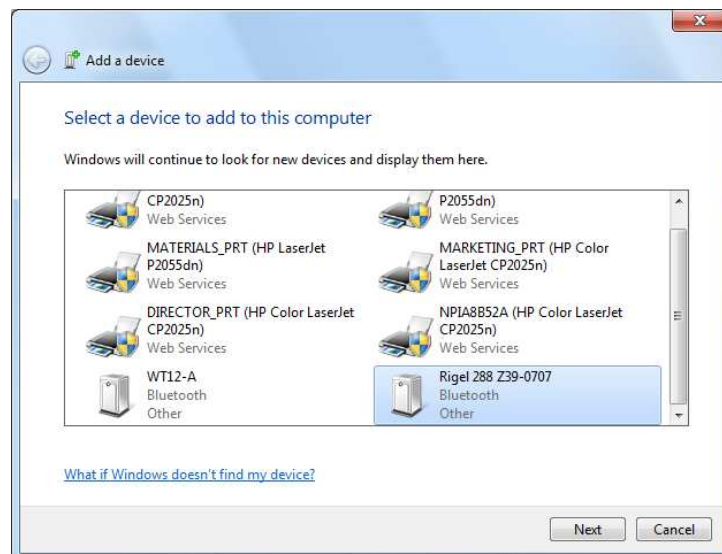 Add a device
Select a device to add to this computer
Windows will continue to look for new devices and display them here.
CP2025n)
Web Services
P2055dn)
Web Services
MATERIALS_PRT (HP LaserJet
P2055dn)
Web Services
MARKETING_PRT (HP Color
LaserJet CP2025n)
Web Services
DIRECTOR_PRT (HP Color LaserJet
CP2025n)
Web Services
NPIA8B52A (HP Color LaserJet
CP2025n)
Web Services
WT12-A
Bluetooth
Other
Rigel 288 Z39-0707
Bluetooth
Other
What if Windows doesn't find my device?
Next
Cancel